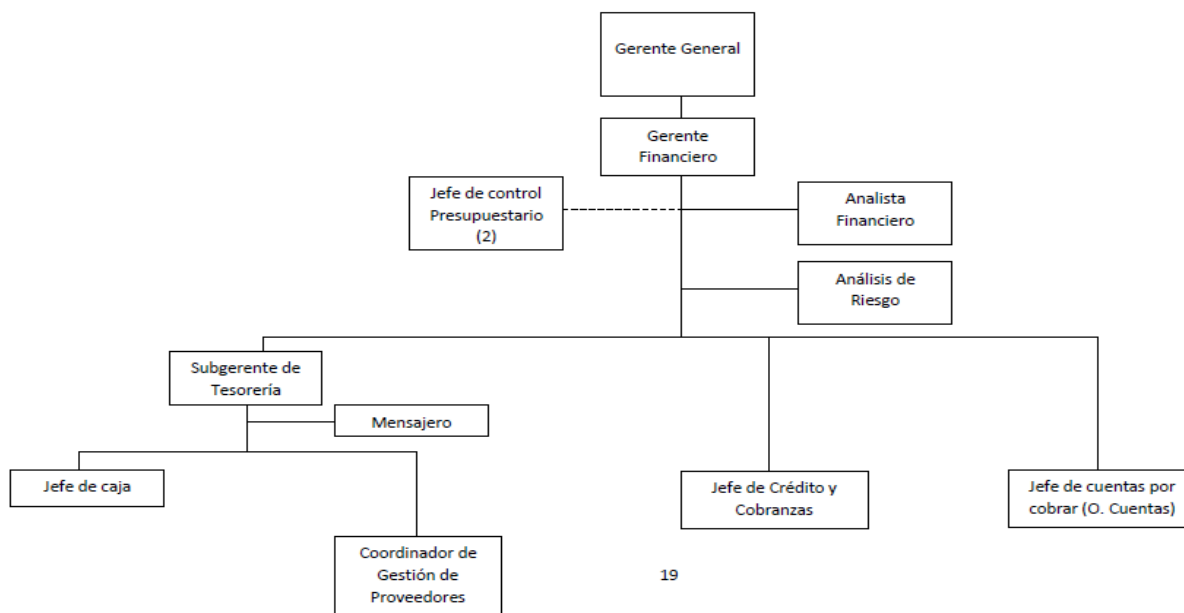 Gerente General
Gerente
Financiero
Jefe de control
Presupuestario
(2)
Analista
Financiero
Análisis de
Riesgo
Subgerente de
Tesorería
Mensajero
Jefe de caja
Coordinador de
Gestión de
Proveedores
Jefe de Crédito y
Cobranzas
Jefe de cuentas por
cobrar (O. Cuentas)
19